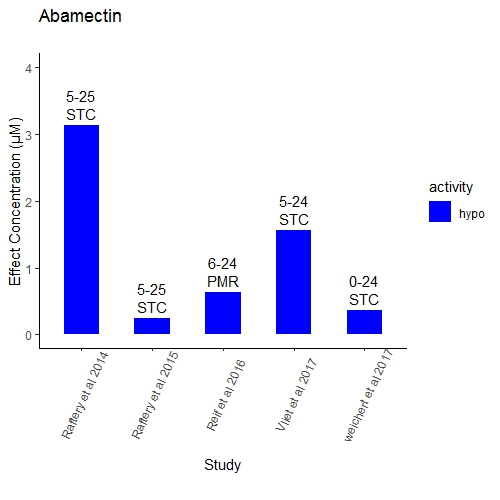 Abamectin
Effect Concentration (µM)
4
3
2
1
0
5-25
STC
5-25
STC
6-24
PMR
5-24
STC
0-24
STC
Raftery et al 2014
Raftery et al 2015
Reif et al 2016
Vliet et al 2017
weichert et al 2017
Study
activity
hypo